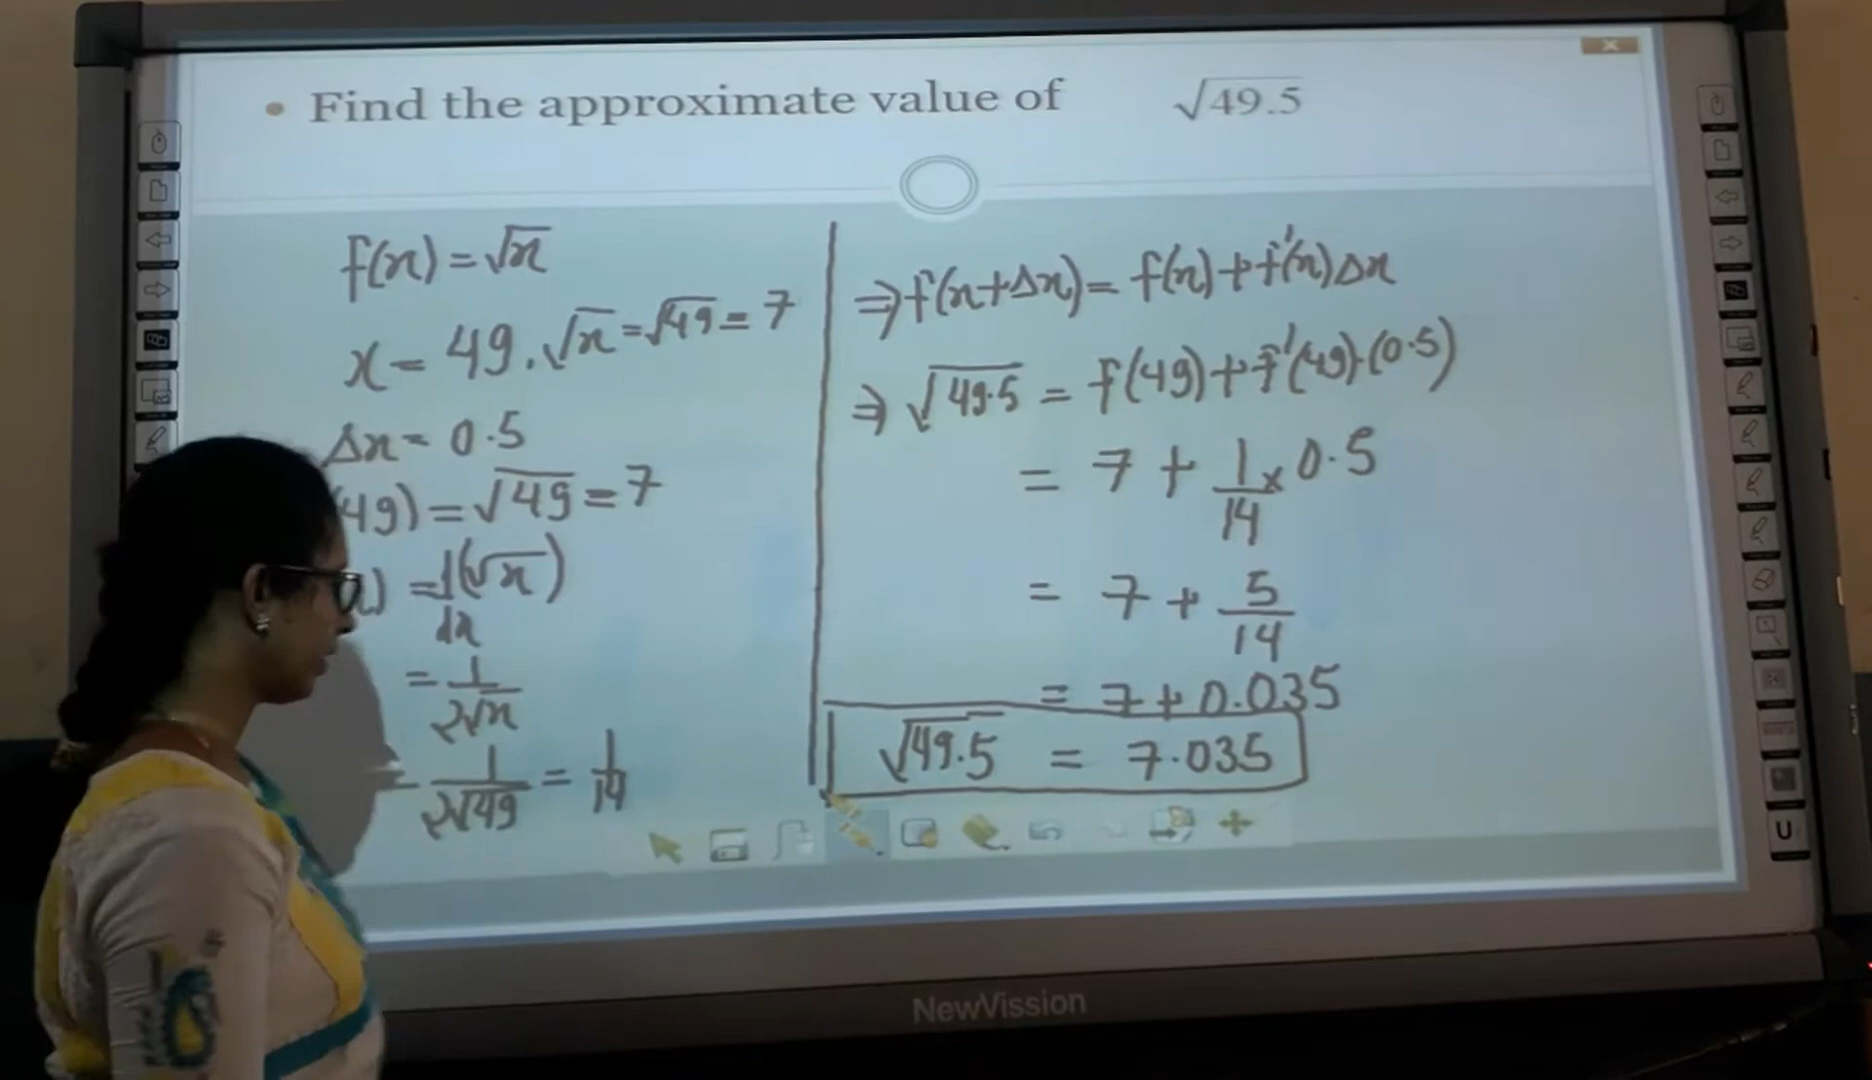 • Find the approximate value of √49.5
f(x) = √x
x = 49. √x = √49 = 7
Δx = 0.5
49) = √49 = 7
) = d(√x)
dx
= 1
2√x
= 1/2√49 = 1/14
⇒ f(x+Δx) = f(x) + f'(x)Δx
⇒ √49.5 = f(49) + f'(49).(0.5)
= 7 + 1/14 × 0.5
= 7 + 5/14
= 7 + 0.035
√49.5 = 7.035
U
NewVission